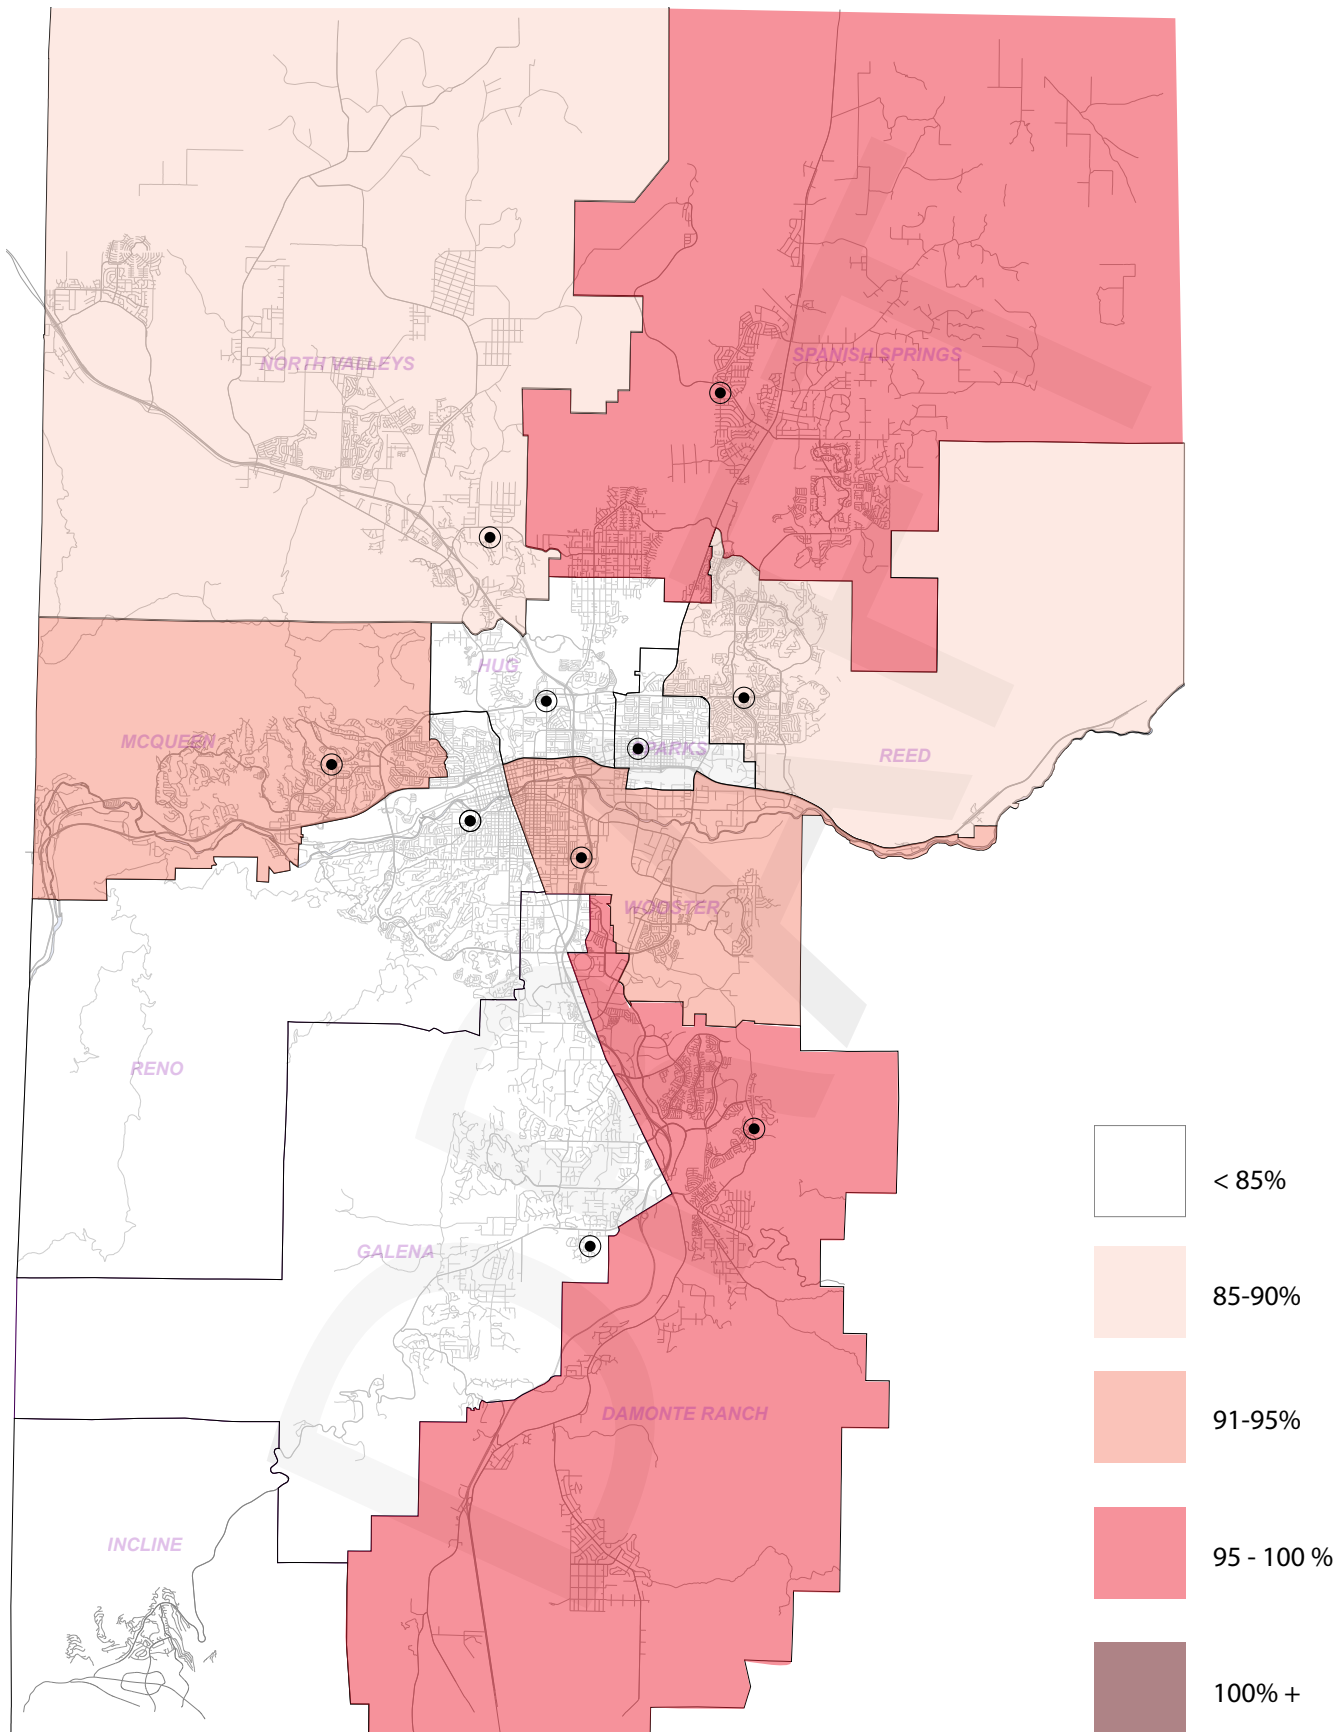 NORTH VALLEYS
SPANISH SPRINGS
HUG
MCQUEEN
PARKS
REED
WOOSTER
RENO
GALENA
DAMONTE RANCH
INCLINE
< 85%
85-90%
91-95%
95 - 100 %
100% +
DRAFT